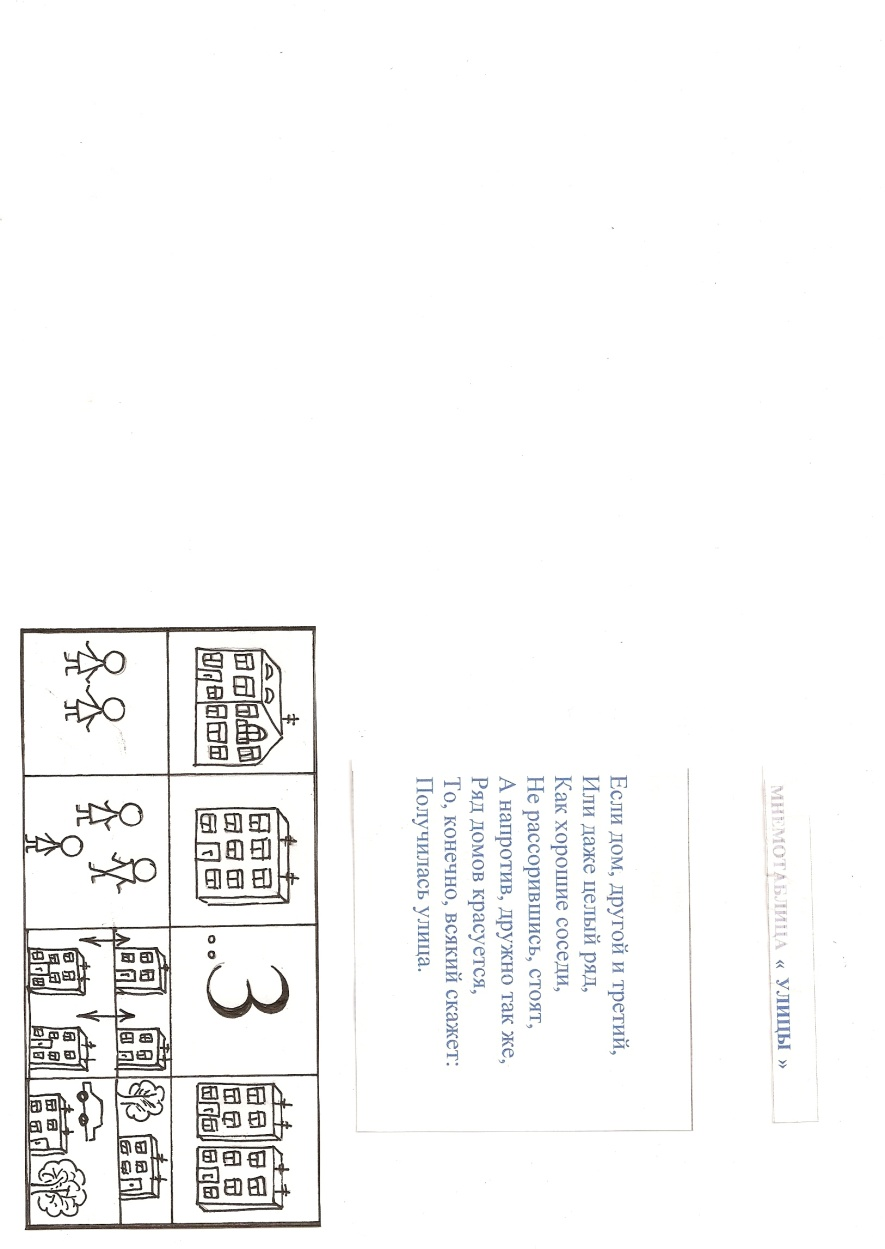 МНЕМОТАБЛИЦА « УЛИЦЫ »
Если дом, другой и третий,
Или даже целый ряд,
Как хорошие соседи,
Не рассорившись, стоят,
А напротив, дружно так же,
Ряд домов красуется,
То, конечно, всякий скажет:
Получилась улица.
3..